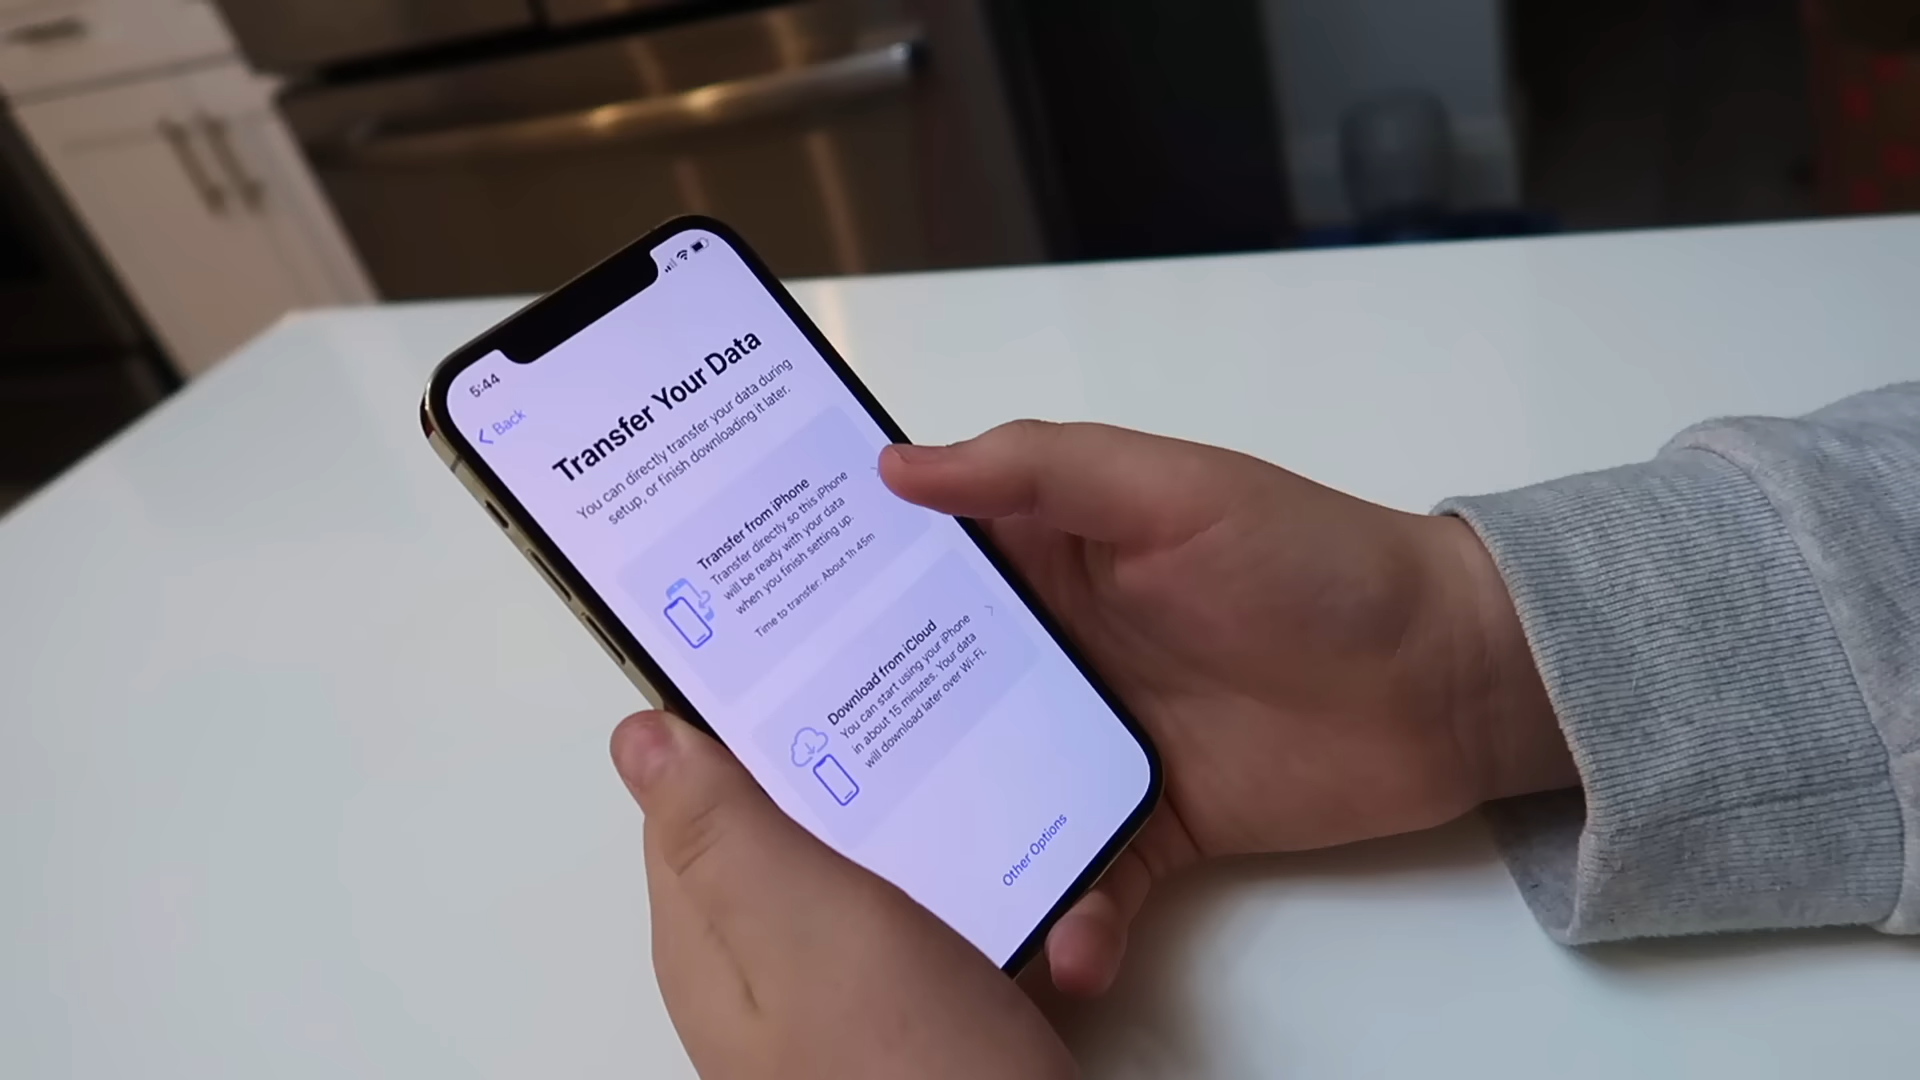 5:44
Back
Transfer Your Data
You can directly transfer your data during
setup, or finish downloading it later.
Transfer from iPhone
Transfer directly so this iPhone
will be ready with your data
when you finish setting up.
Time to transfer: About 1h 45m
Download from iCloud
You can start using your iPhone
in about 15 minutes. Your data
will download later over Wi-Fi.
Other Options